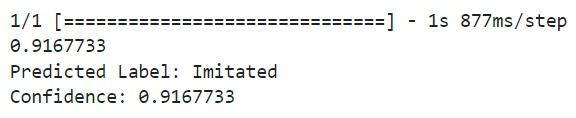 1/1 [==============================] - 1s 877ms/step
0.9167733
Predicted Label: Imitated
Confidence: 0.9167733